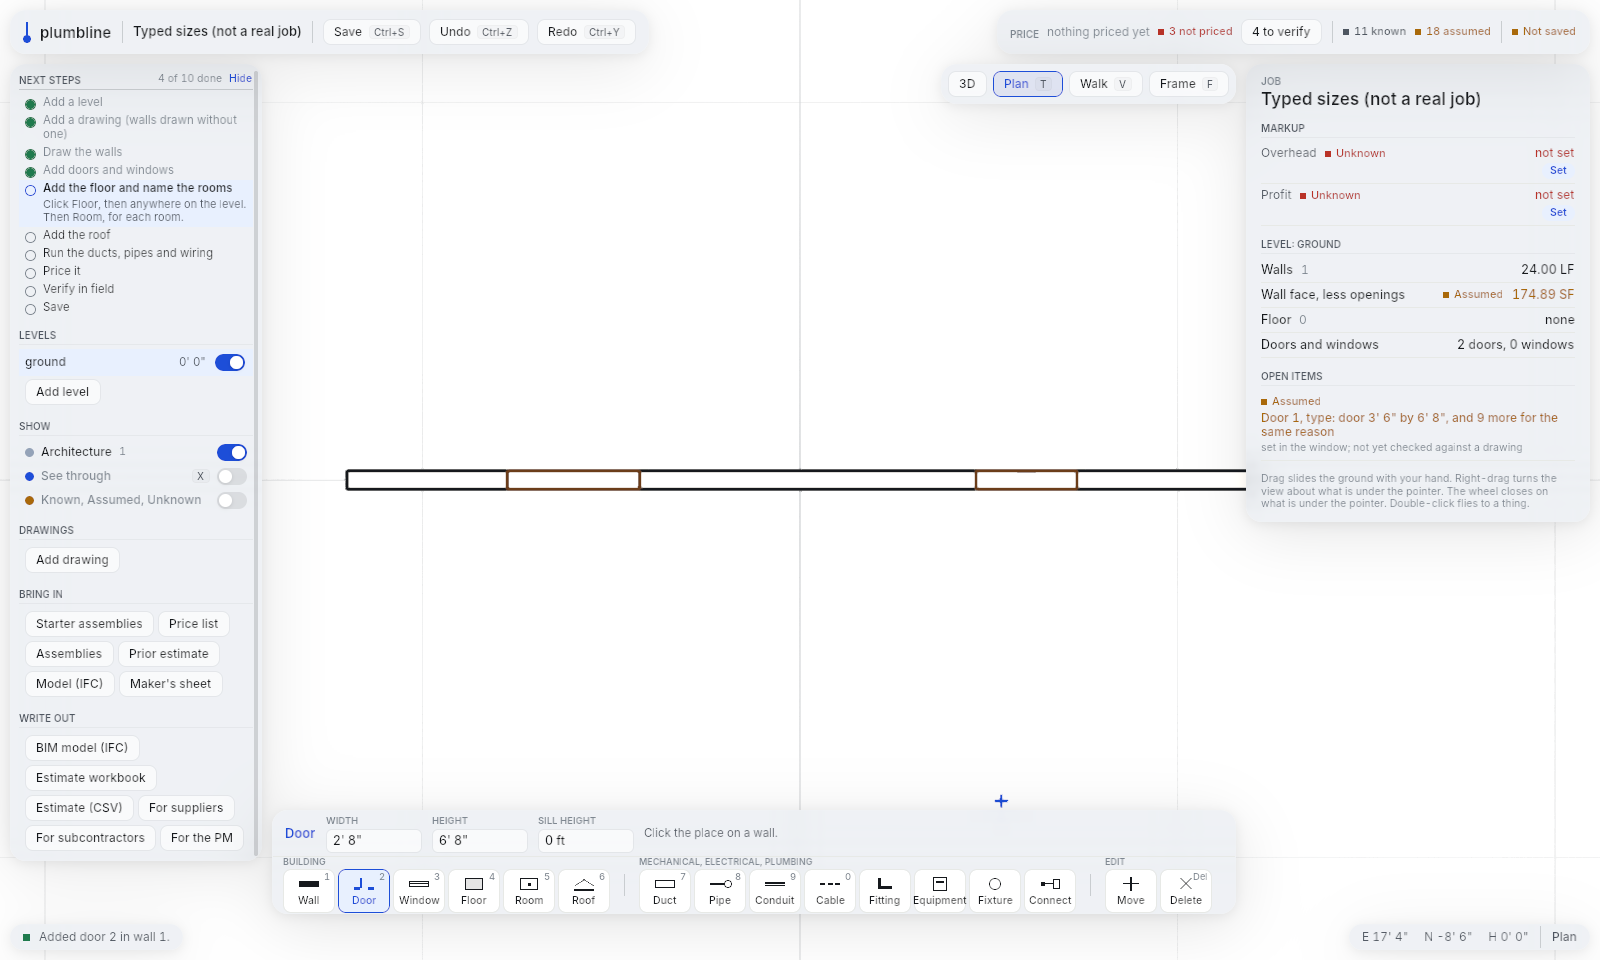 plumbline
Typed sizes (not a real job)
Save Ctrl+S
Undo Ctrl+Z
Redo Ctrl+Y
PRICE nothing priced yet 3 not priced 4 to verify 11 known 18 assumed Not saved
3D
Plan T
Walk V
Frame F
NEXT STEPS 4 of 10 done Hide
Add a level
Add a drawing (walls drawn without
one)
Draw the walls
Add doors and windows
Add the floor and name the rooms
Click Floor, then anywhere on the level.
Then Room, for each room.
Add the roof
Run the ducts, pipes and wiring
Price it
Verify in field
Save
LEVELS
ground 0' 0"
Add level
SHOW
Architecture 1
See through X
Known, Assumed, Unknown
DRAWINGS
Add drawing
BRING IN
Starter assemblies Price list
Assemblies Prior estimate
Model (IFC) Maker's sheet
WRITE OUT
BIM model (IFC)
Estimate workbook
Estimate (CSV) For suppliers
For subcontractors For the PM
JOB
Typed sizes (not a real job)
MARKUP
Overhead Unknown not set
Set
Profit Unknown not set
Set
LEVEL: GROUND
Walls 1 24.00 LF
Wall face, less openings Assumed 174.89 SF
Floor 0 none
Doors and windows 2 doors, 0 windows
OPEN ITEMS
Assumed
Door 1, type: door 3' 6" by 6' 8", and 9 more for the
same reason
set in the window; not yet checked against a drawing
Drag slides the ground with your hand. Right-drag turns the
view about what is under the pointer. The wheel closes on
what is under the pointer. Double-click flies to a thing.
WIDTH HEIGHT SILL HEIGHT
Door 2' 8" 6' 8" 0 ft Click the place on a wall.
BUILDING MECHANICAL, ELECTRICAL, PLUMBING EDIT
1 2 3 4 5 6 7 8 9 0 Del
Wall Door Window Floor Room Roof Duct Pipe Conduit Cable Fitting Equipment Fixture Connect Move Delete
Added door 2 in wall 1.
E 17' 4" N -8' 6" H 0' 0" Plan